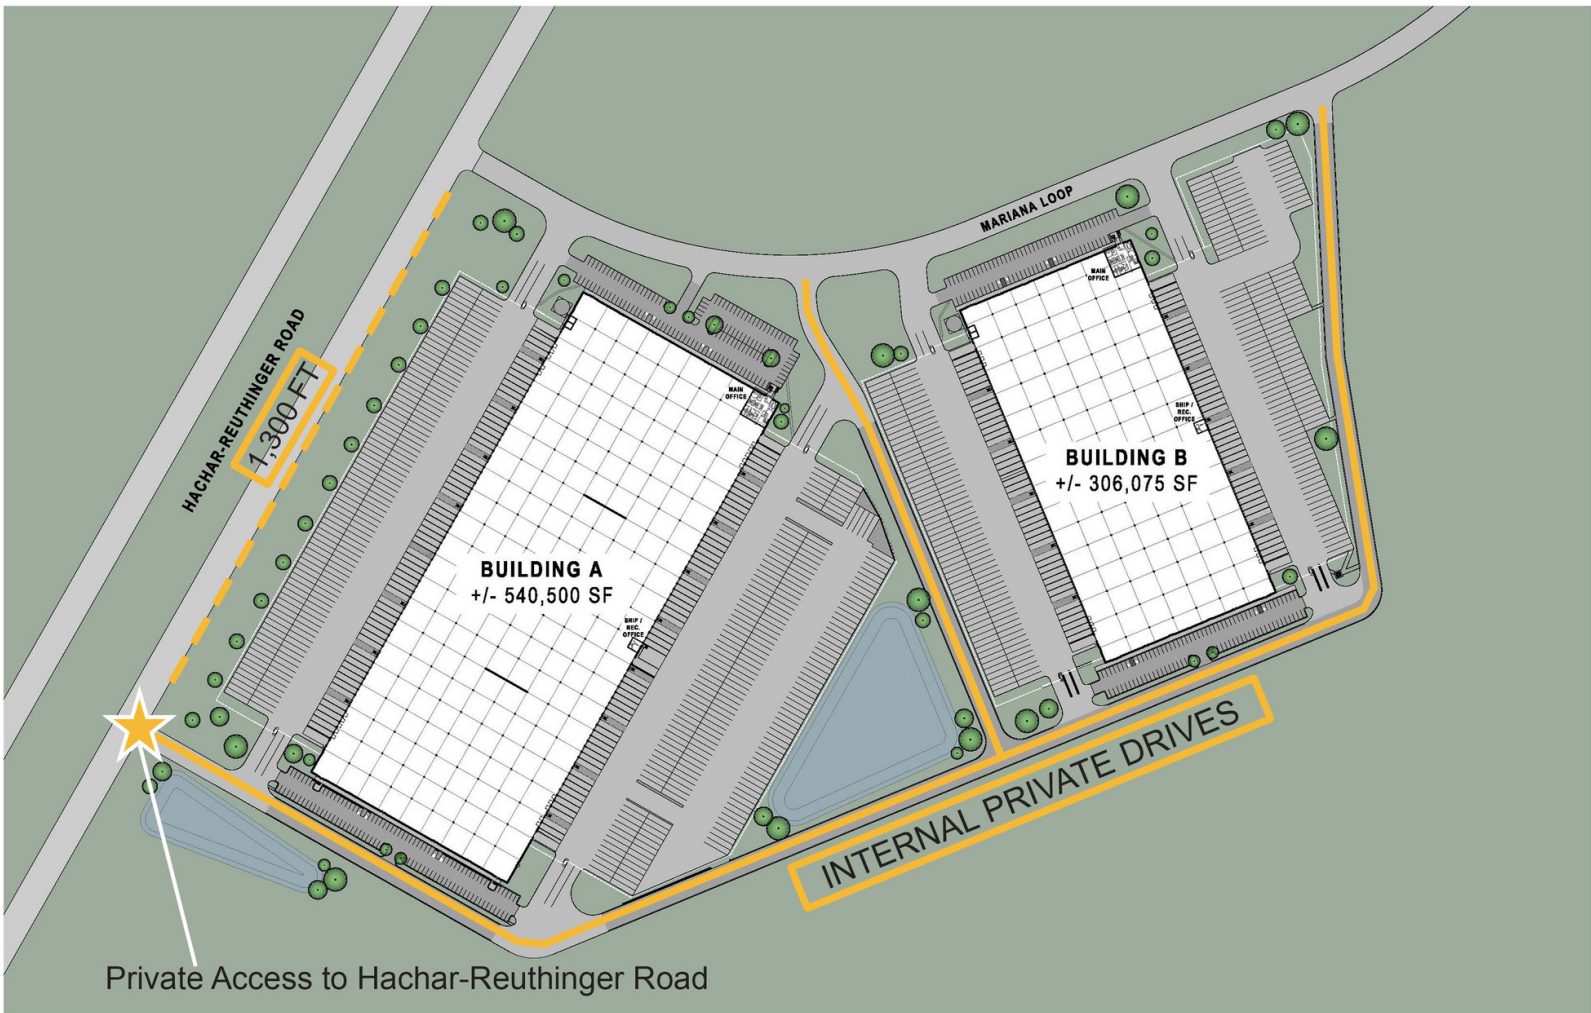 HACHAR-REUTHINGER ROAD
1,300 FT
MARIANA LOOP
MAIN
OFFICE
BUILDING A
+/- 540,500 SF
SHIP /
REC.
OFFICE
MAIN
OFFICE
SHIP /
REC.
OFFICE
BUILDING B
+/- 306,075 SF
INTERNAL PRIVATE DRIVES
Private Access to Hachar-Reuthinger Road